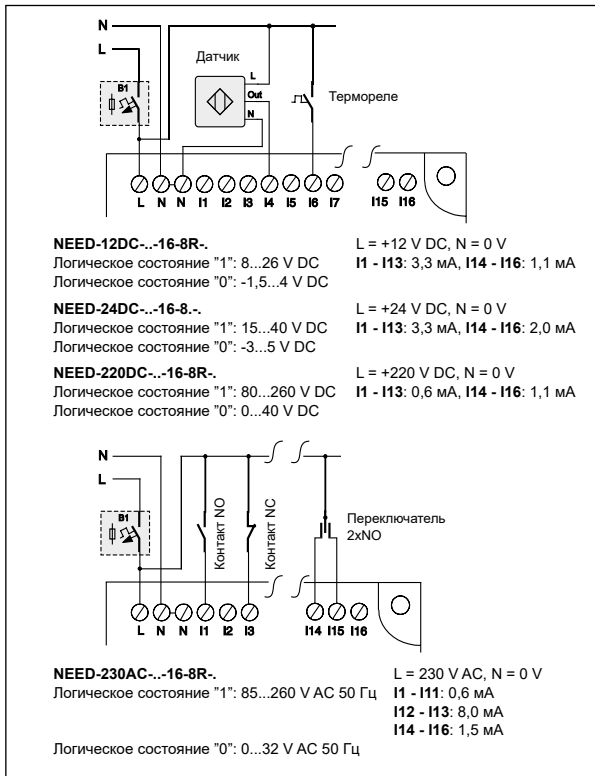 N
L
Датчик
B1
L
Out
N
Термореле
L N N I1 I2 I3 I4 I5 I6 I7 I15 I16
NEED-12DC-..-16-8R-. L = +12 V DC, N = 0 V
Логическое состояние "1": 8...26 V DC I1 - I13: 3,3 мА, I14 - I16: 1,1 мА
Логическое состояние "0": -1,5...4 V DC
NEED-24DC-..-16-8.-. L = +24 V DC, N = 0 V
Логическое состояние "1": 15...40 V DC I1 - I13: 3,3 мА, I14 - I16: 2,0 мА
Логическое состояние "0": -3...5 V DC
NEED-220DC-..-16-8R-. L = +220 V DC, N = 0 V
Логическое состояние "1": 80...260 V DC I1 - I13: 0,6 мА, I14 - I16: 1,1 мА
Логическое состояние "0": 0...40 V DC
N
L
B1
Контакт NO
Контакт NC
Переключатель
2xNO
L N N I1 I2 I3 I14 I15 I16
NEED-230AC-..-16-8R-. L = 230 V AC, N = 0 V
Логическое состояние "1": 85...260 V AC 50 Гц I1 - I11: 0,6 мА
I12 - I13: 8,0 мА
I14 - I16: 1,5 мА
Логическое состояние "0": 0...32 V AC 50 Гц